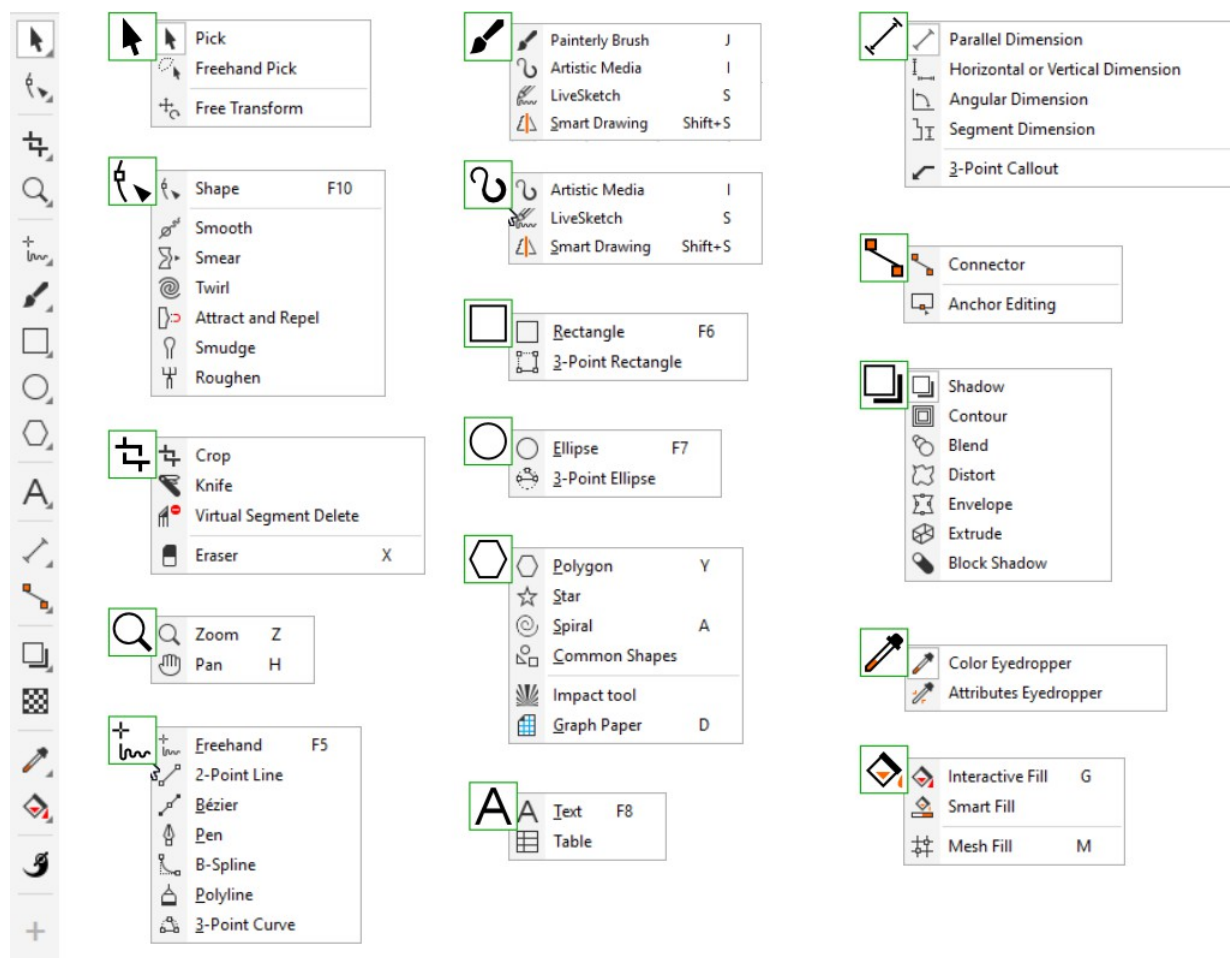 Pick
Freehand Pick
Free Transform
Shape F10
Smooth
Smear
Twirl
Attract and Repel
Smudge
Roughen
Crop
Knife
Virtual Segment Delete
Eraser X
Zoom Z
Pan H
Freehand F5
2-Point Line
Bézier
Pen
B-Spline
Polyline
3-Point Curve
Painterly Brush J
Artistic Media I
LiveSketch S
Smart Drawing Shift+S
Artistic Media I
LiveSketch S
Smart Drawing Shift+S
Rectangle F6
3-Point Rectangle
Ellipse F7
3-Point Ellipse
Polygon Y
Star
Spiral A
Common Shapes
Impact tool
Graph Paper D
Text F8
Table
Parallel Dimension
Horizontal or Vertical Dimension
Angular Dimension
Segment Dimension
3-Point Callout
Connector
Anchor Editing
Shadow
Contour
Blend
Distort
Envelope
Extrude
Block Shadow
Color Eyedropper
Attributes Eyedropper
Interactive Fill G
Smart Fill
Mesh Fill M